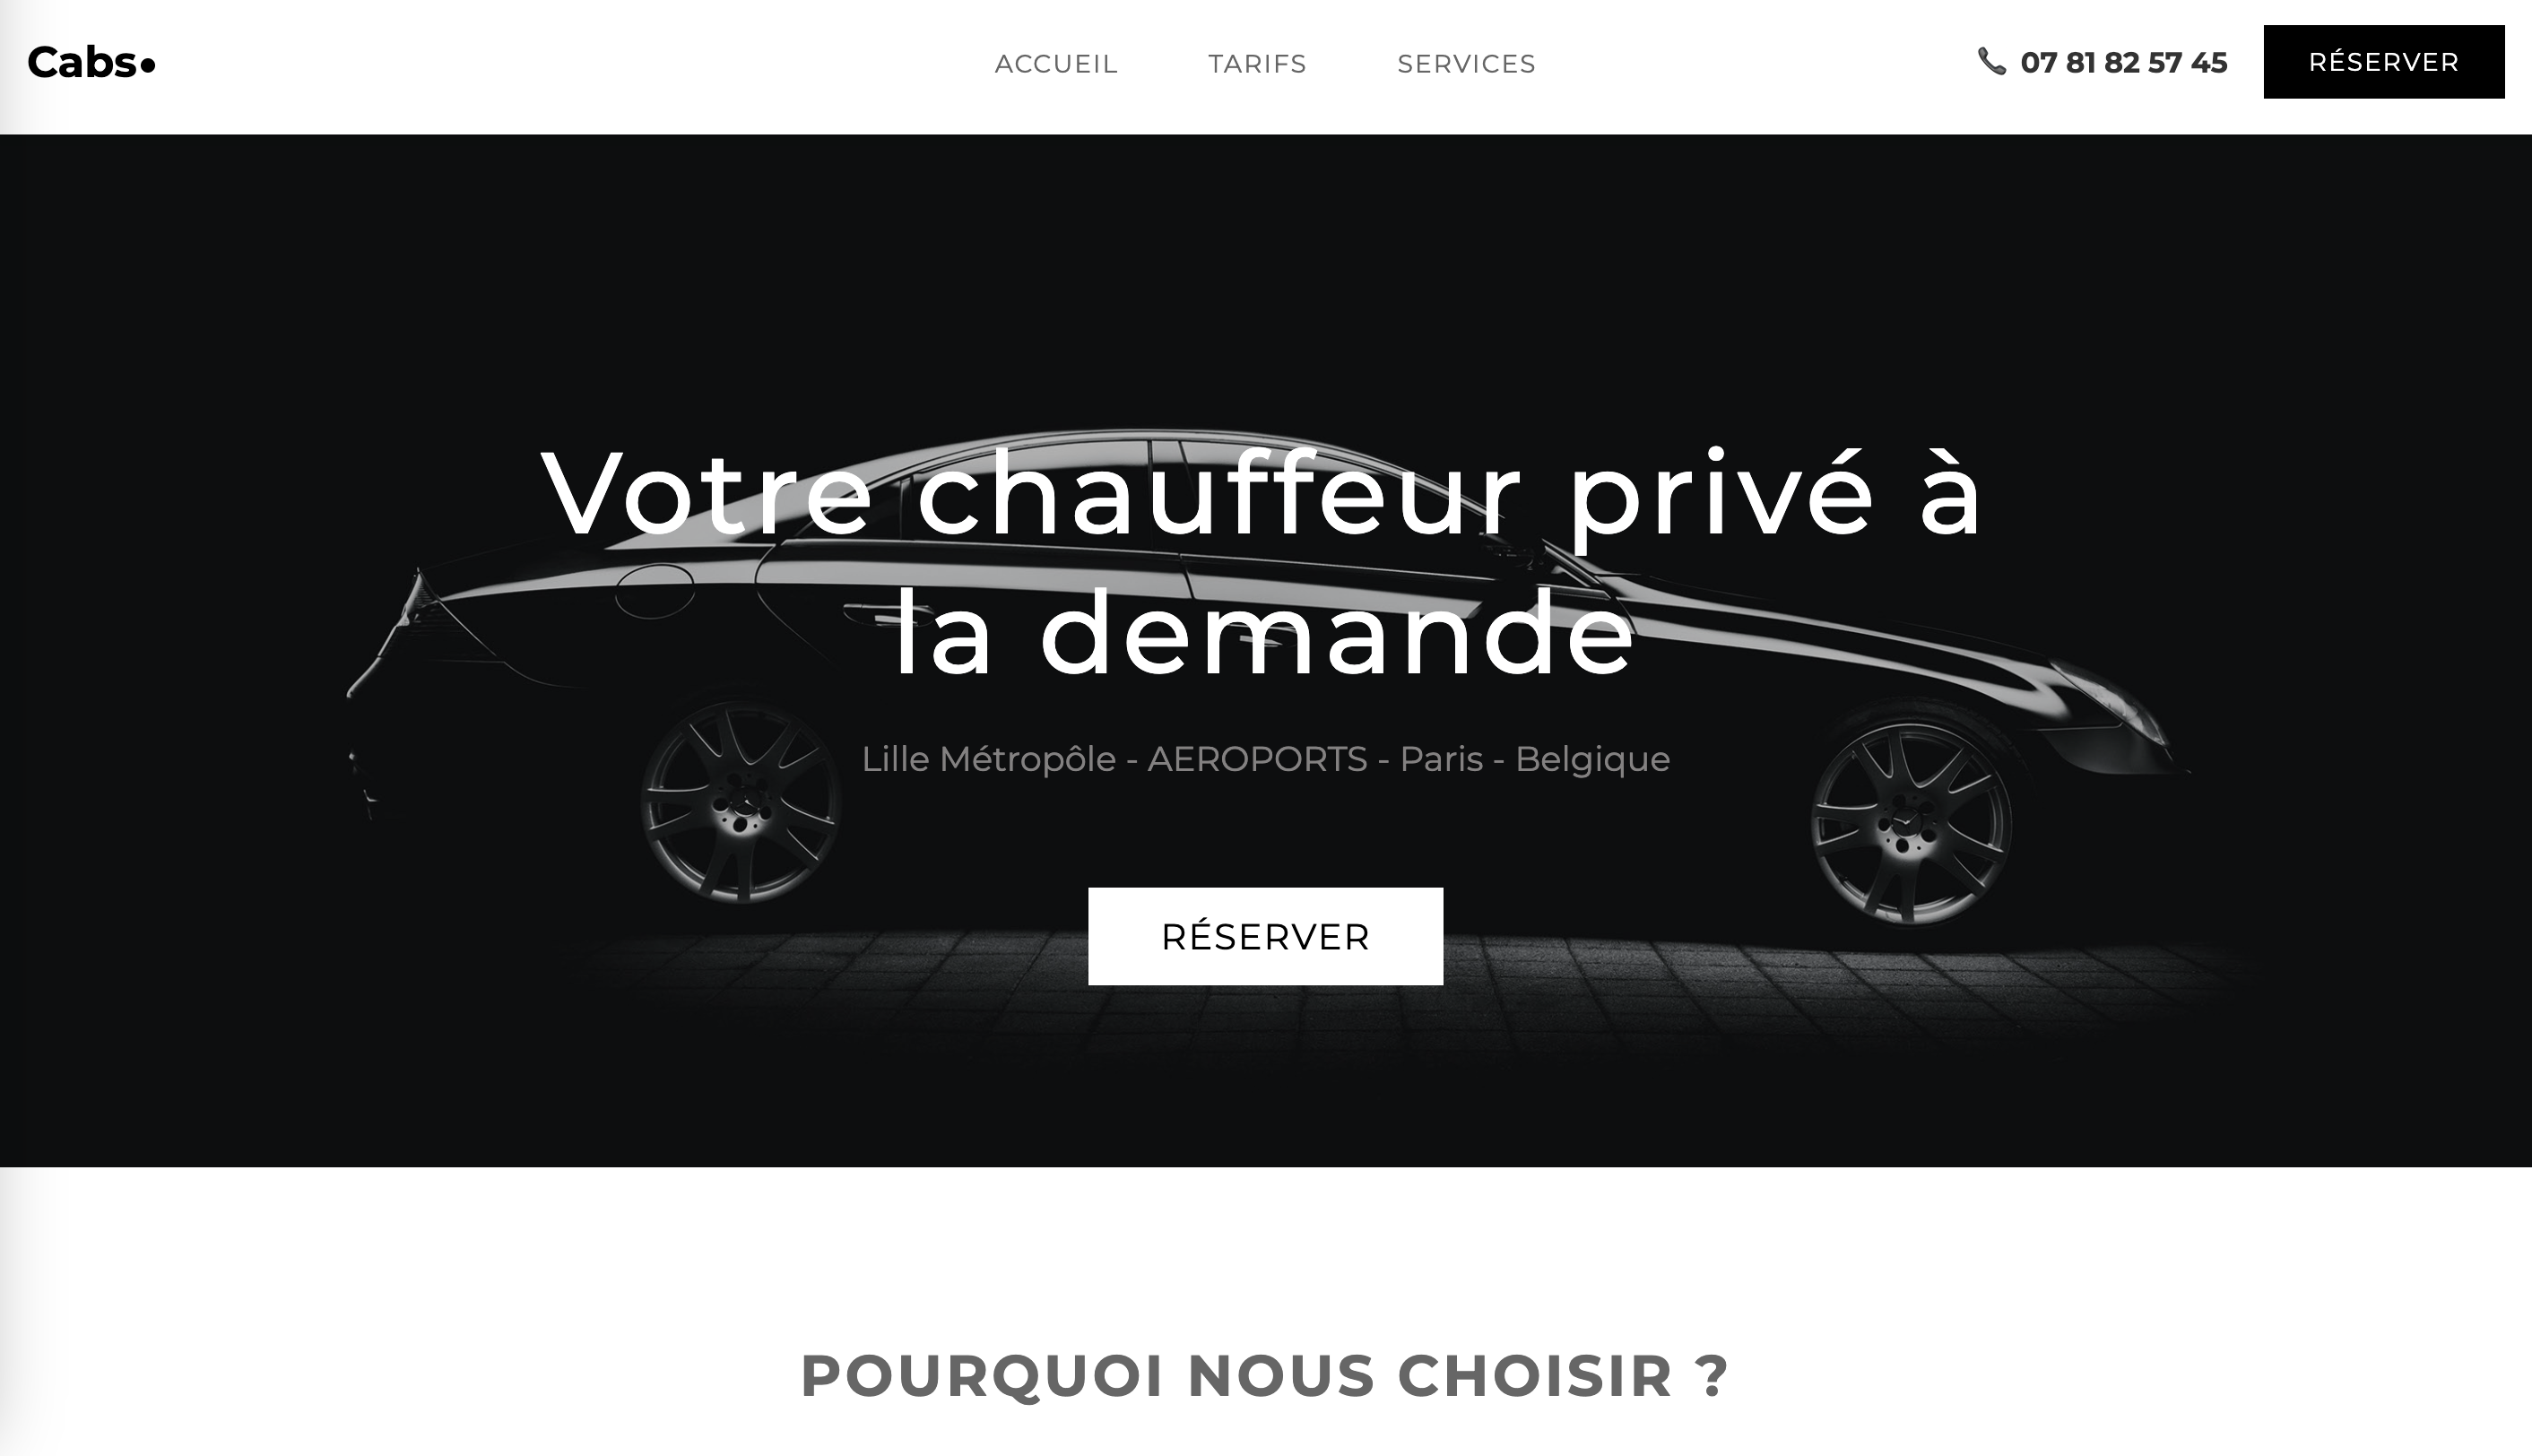 Cabs•
ACCUEIL
TARIFS
SERVICES
07 81 82 57 45
RÉSERVER
Votre chauffeur privé à
la demande
Lille Métropôle - AEROPORTS - Paris - Belgique
RÉSERVER
POURQUOI NOUS CHOISIR ?